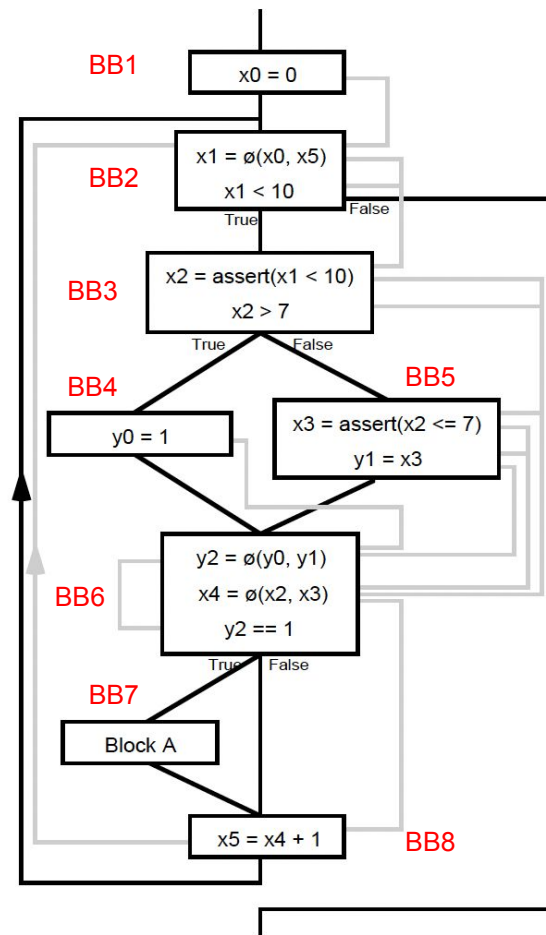 BB1
x0 = 0
BB2
x1 = ø(x0, x5)
x1 < 10
True
False
BB3
x2 = assert(x1 < 10)
x2 > 7
True
False
BB4
y0 = 1
BB5
x3 = assert(x2 <= 7)
y1 = x3
BB6
y2 = ø(y0, y1)
x4 = ø(x2, x3)
y2 == 1
True
False
BB7
Block A
x5 = x4 + 1
BB8